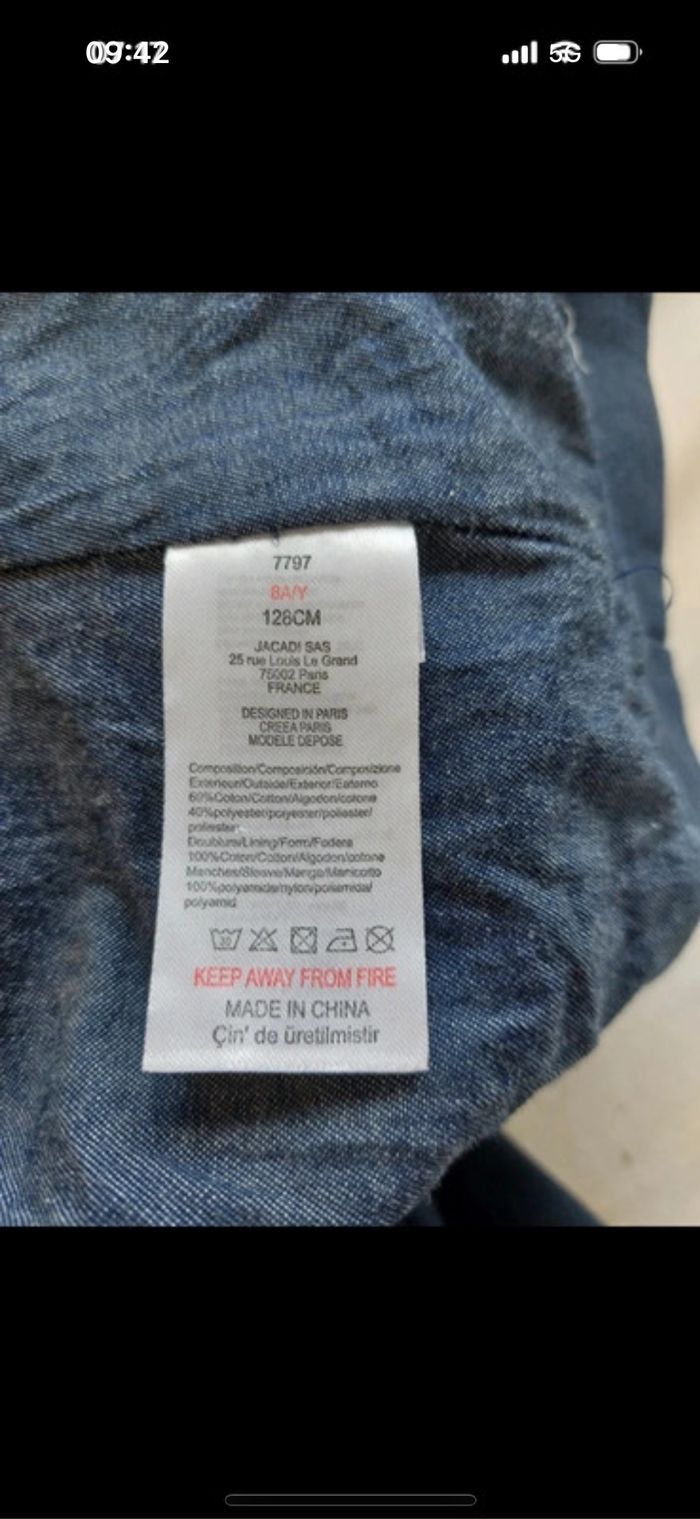 09:42
5G
7797
8A/Y
128CM
JACADI SAS
25 rue Louis Le Grand
75002 Paris
FRANCE
DESIGNED IN PARIS
CREEA PARIS
MODELE DEPOSE
Composition/Composición/Composizione
Exterieur/Outside/Exterior/Esterno
60%Coton/Cotton/Algodon/cotone
40%polyester/polyester/poliester/
poliester
Doublure/Lining/Forro/Fodera
100%Coton/Cotton/Algodon/cotone
Manches/Sleeve/Manga/Manicotto
100%polyamide/nylon/poliamida/
polyamid
30
KEEP AWAY FROM FIRE
MADE IN CHINA
Çin' de üretilmistir